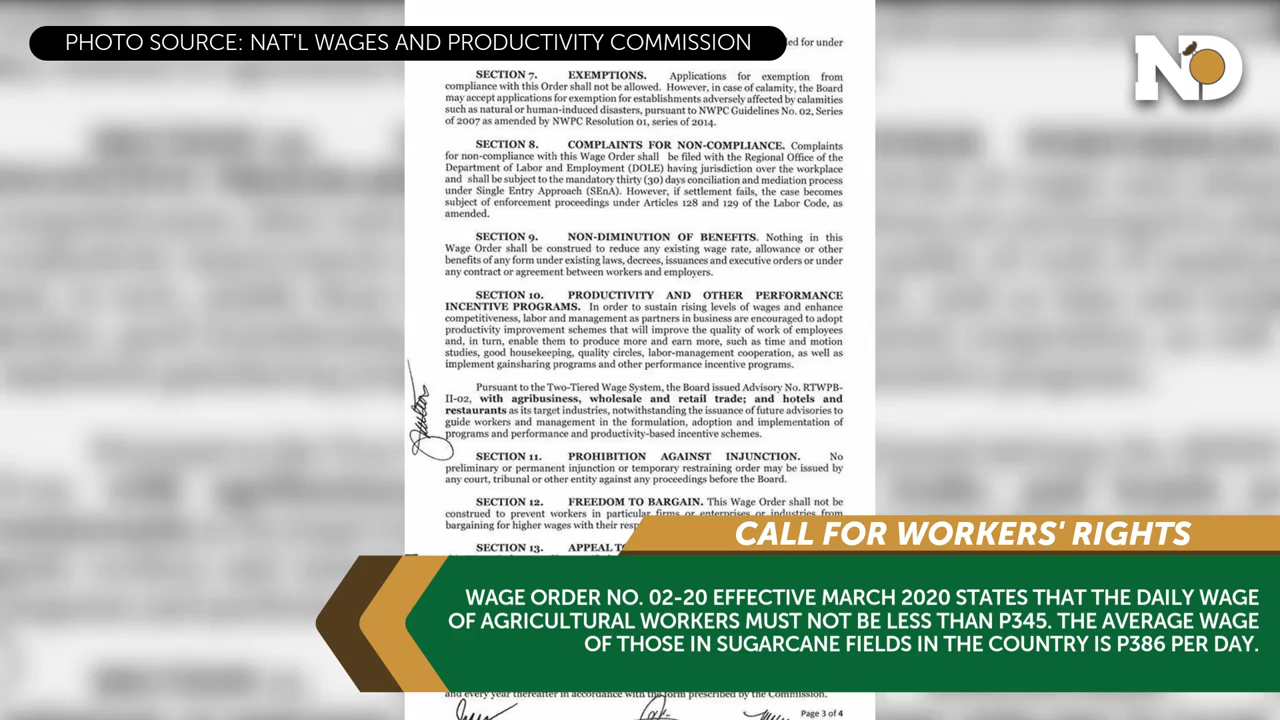 PHOTO SOURCE: NAT'L WAGES AND PRODUCTIVITY COMMISSION
ND
for under
SECTION 7. EXEMPTIONS. Applications for exemption from
compliance with this Order shall not be allowed. However, in case of calamity, the Board
may accept applications for exemption for establishments adversely affected by calamities
such as natural or human-induced disasters, pursuant to NWPC Guidelines No. 02, Series
of 2007 as amended by NWPC Resolution 01, series of 2014.
SECTION 8. COMPLAINTS FOR NON-COMPLIANCE. Complaints
for non-compliance with this Wage Order shall be filed with the Regional Office of the
Department of Labor and Employment (DOLE) having jurisdiction over the workplace
and shall be subject to the mandatory thirty (30) days conciliation and mediation process
under Single Entry Approach (SEnA). However, if settlement fails, the case becomes
subject of enforcement proceedings under Articles 128 and 129 of the Labor Code, as
amended.
SECTION 9. NON-DIMINUTION OF BENEFITS. Nothing in this
Wage Order shall be construed to reduce any existing wage rate, allowance or other
benefits of any form under existing laws, decrees, issuances and executive orders or under
any contract or agreement between workers and employers.
SECTION 10. PRODUCTIVITY AND OTHER PERFORMANCE
INCENTIVE PROGRAMS. In order to sustain rising levels of wages and enhance
competitiveness, labor and management as partners in business are encouraged to adopt
productivity improvement schemes that will improve the quality of work of employees
and, in turn, enable them to produce more and earn more, such as time and motion
studies, good housekeeping, quality circles, labor-management cooperation, as well as
implement gainsharing programs and other performance incentive programs.
Pursuant to the Two-Tiered Wage System, the Board issued Advisory No. RTWPB-
II-02, with agribusiness, wholesale and retail trade; and hotels and
restaurants as its target industries, notwithstanding the issuance of future advisories to
guide workers and management in the formulation, adoption and implementation of
programs and performance and productivity-based incentive schemes.
SECTION 11. PROHIBITION AGAINST INJUNCTION. No
preliminary or permanent injunction or temporary restraining order may be issued by
any court, tribunal or other entity against any proceedings before the Board.
SECTION 12. FREEDOM TO BARGAIN. This Wage Order shall not be
construed to prevent workers in particular firms or enterprises or industries from
bargaining for higher wages with their
SECTION 13. APPEAL
CALL FOR WORKERS' RIGHTS
WAGE ORDER NO. 02-20 EFFECTIVE MARCH 2020 STATES THAT THE DAILY WAGE
OF AGRICULTURAL WORKERS MUST NOT BE LESS THAN P345. THE AVERAGE WAGE
OF THOSE IN SUGARCANE FIELDS IN THE COUNTRY IS P386 PER DAY.
and every year thereafter in accordance with the form prescribed by the Commission.
Page 3 of 4